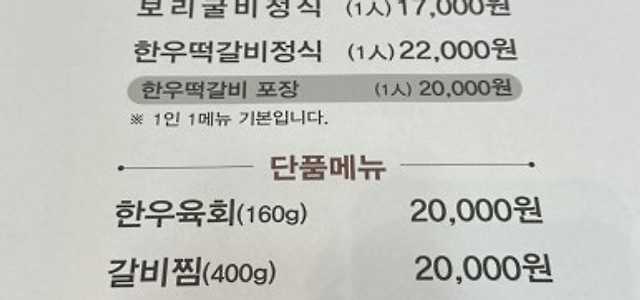 보리굴비정식 (1人) 17,000원
한우떡갈비정식 (1人) 22,000원
한우떡갈비 포장 (1人) 20,000원
※ 1인 1메뉴 기본입니다.
단품메뉴
한우육회(160g) 20,000원
갈비찜(400g) 20,000원